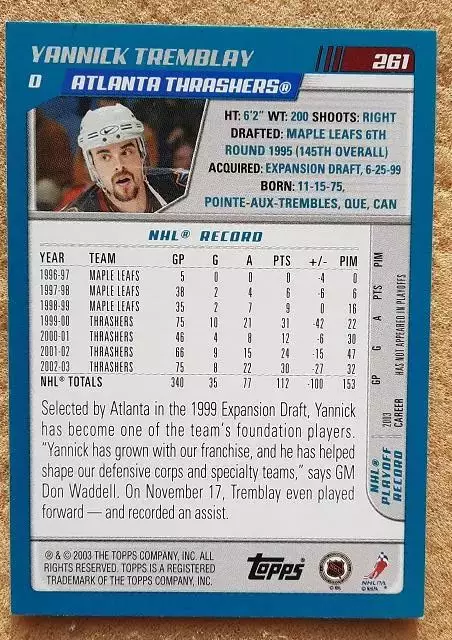 YANNICK TREMBLAY 261
D ATLANTA THRASHERS®
HT: 6'2" WT: 200 SHOOTS: RIGHT
DRAFTED: MAPLE LEAFS 6TH
ROUND 1995 (145TH OVERALL)
ACQUIRED: EXPANSION DRAFT, 6-25-99
BORN: 11-15-75,
POINTE-AUX-TREMBLES, QUE, CAN
NHL® RECORD
YEAR TEAM GP G A PTS +/- PIM
1996-97 MAPLE LEAFS 5 0 0 0 -4 0
1997-98 MAPLE LEAFS 38 2 4 6 -6 6
1998-99 MAPLE LEAFS 35 2 7 9 0 16
1999-00 THRASHERS 75 10 21 31 -42 22
2000-01 THRASHERS 46 4 8 12 -6 30
2001-02 THRASHERS 66 9 15 24 -15 47
2002-03 THRASHERS 75 8 22 30 -27 32
NHL® TOTALS 340 35 77 112 -100 153
NHL®
PLAYOFF
RECORD
GP G A PTS PIM
2003
CAREER HAS NOT APPEARED IN PLAYOFFS
Selected by Atlanta in the 1999 Expansion Draft, Yannick
has become one of the team's foundation players.
"Yannick has grown with our franchise, and he has helped
shape our defensive corps and specialty teams," says GM
Don Waddell. On November 17, Tremblay even played
forward — and recorded an assist.
® & © 2003 THE TOPPS COMPANY, INC. ALL
RIGHTS RESERVED. TOPPS IS A REGISTERED
TRADEMARK OF THE TOPPS COMPANY, INC.
Topps
NHLPA